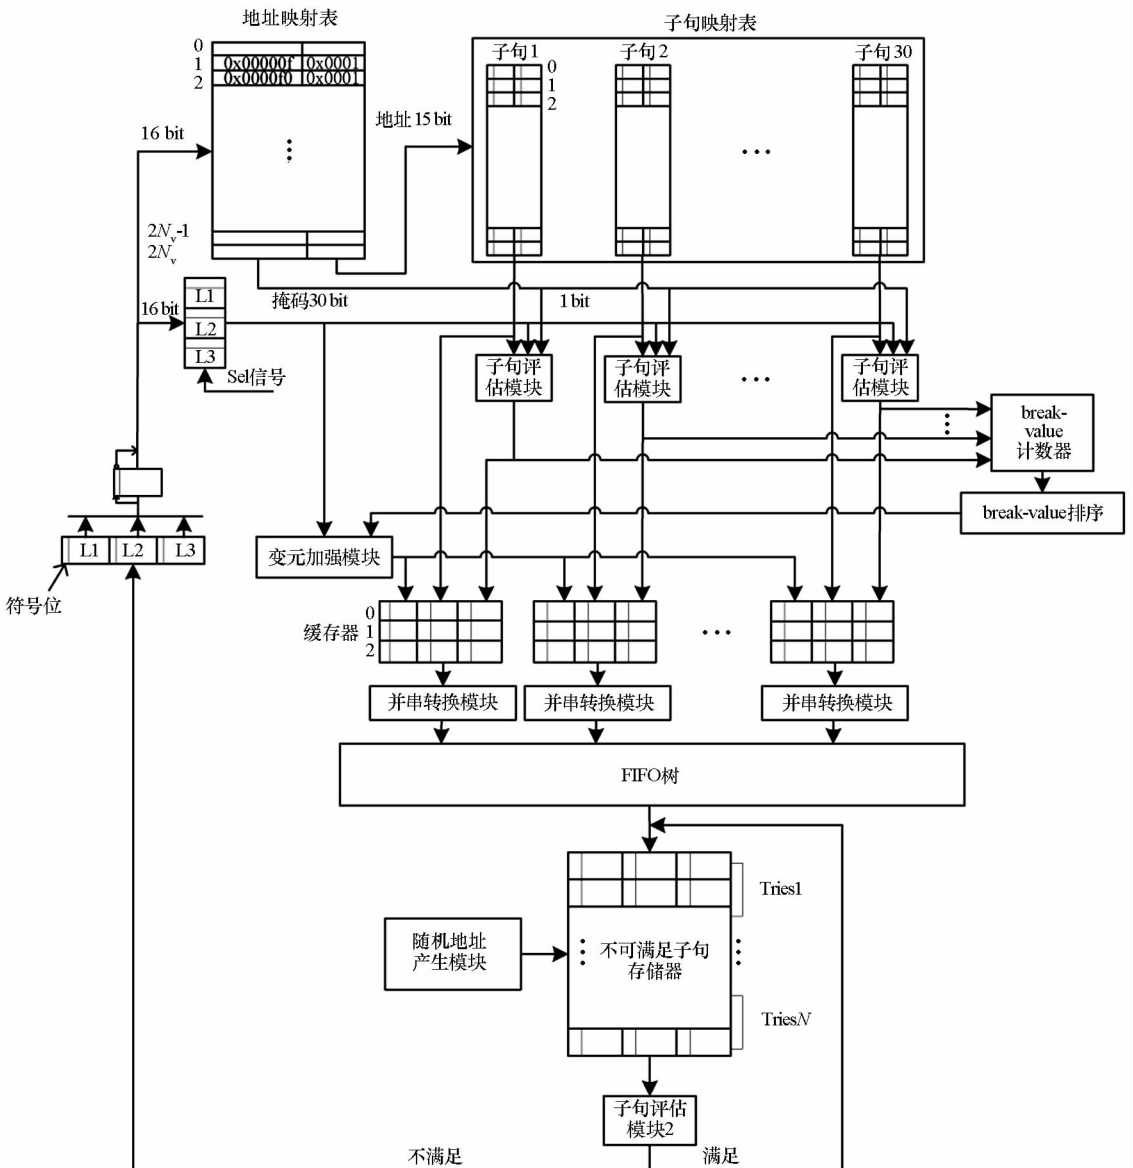 地址映射表
子句映射表
0
1
2
0x00000f
0x0001
0x0000f0
0x0001
子句1
子句2
子句30
0
1
2
地址15 bit
16 bit
2Nv-1
2Nv
掩码30 bit
1 bit
16 bit
L1
L2
L3
Sel信号
子句评
估模块
子句评
估模块
子句评
估模块
break-
value
计数器
break-value排序
L1
L2
L3
符号位
变元加强模块
缓存器
0
1
2
并串转换模块
并串转换模块
并串转换模块
FIFO树
Tries1
随机地址
产生模块
不可满足子句
存储器
TriesN
子句评估
模块2
不满足
满足